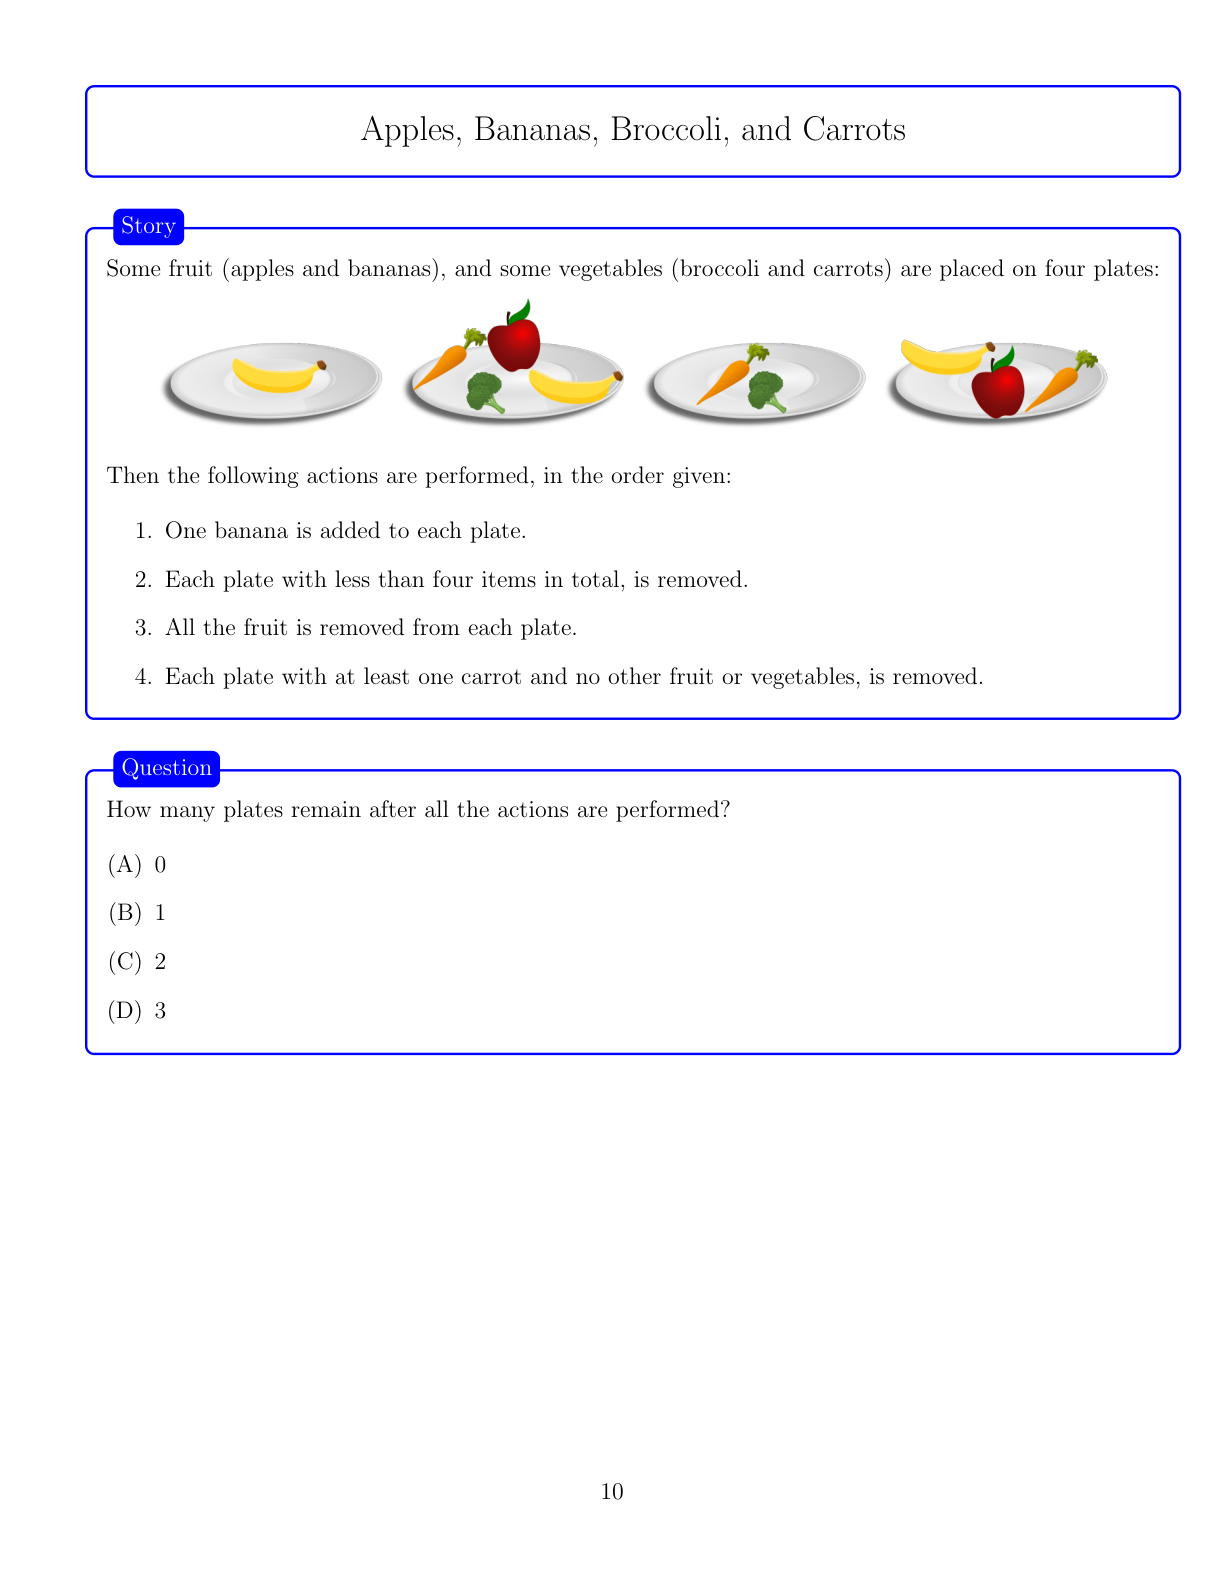 Apples, Bananas, Broccoli, and Carrots
Story
Some fruit (apples and bananas), and some vegetables (broccoli and carrots) are placed on four plates:
Then the following actions are performed, in the order given:
1. One banana is added to each plate.
2. Each plate with less than four items in total, is removed.
3. All the fruit is removed from each plate.
4. Each plate with at least one carrot and no other fruit or vegetables, is removed.
Question
How many plates remain after all the actions are performed?
(A) 0
(B) 1
(C) 2
(D) 3
10